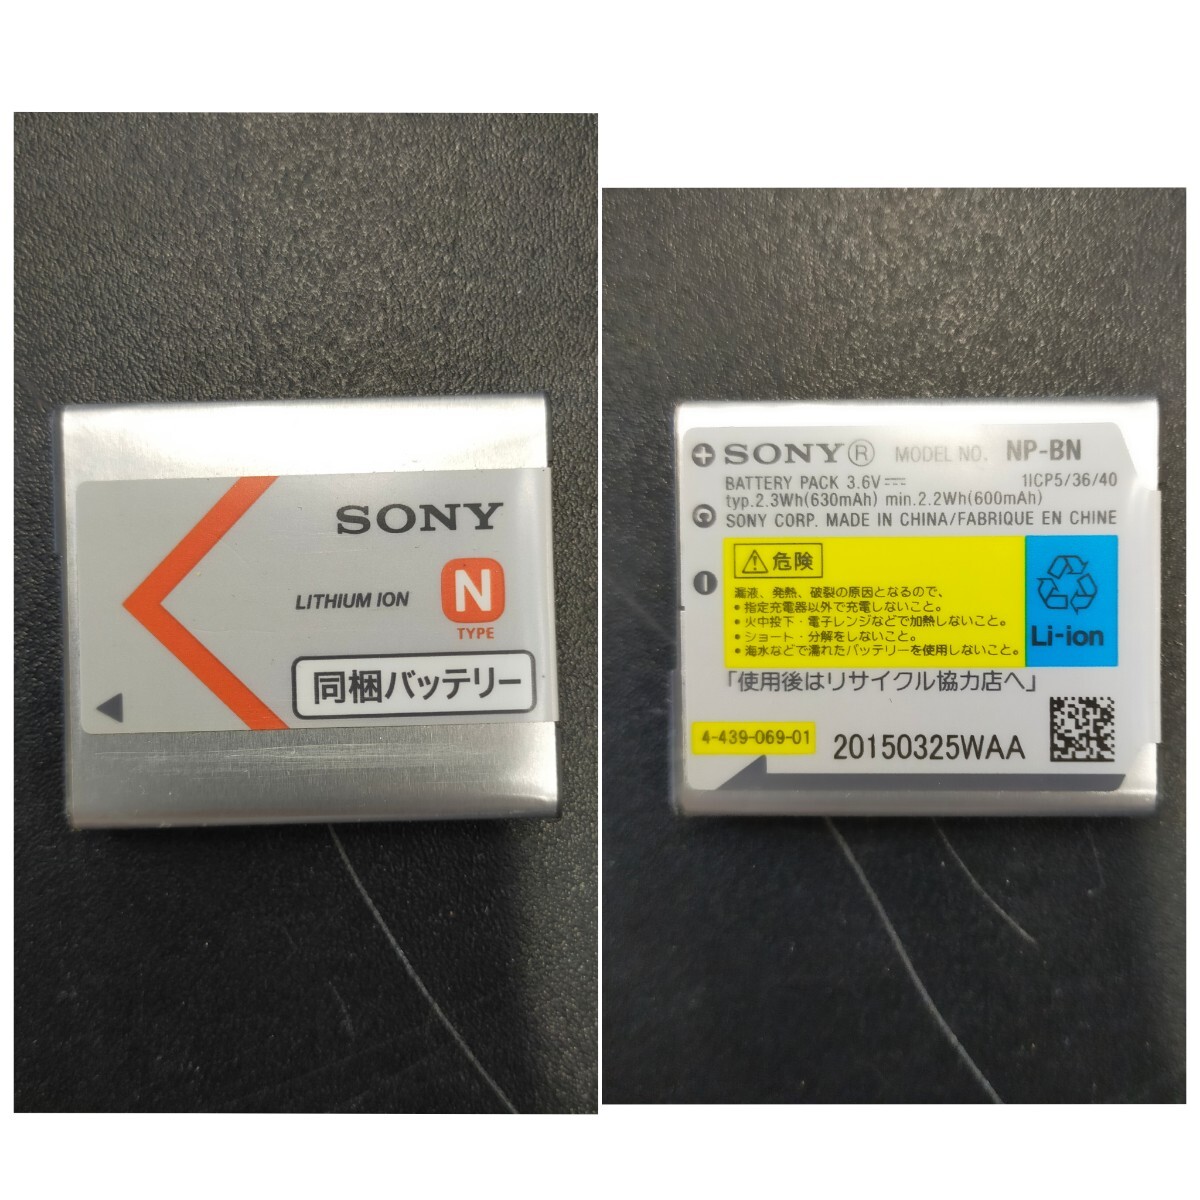 SONY
LITHIUM ION
N
TYPE
同梱バッテリー
SONY® MODEL NO. NP-BN
BATTERY PACK 3.6V⎓ 1ICP5/36/40
typ.2.3Wh(630mAh) min.2.2Wh(600mAh)
SONY CORP. MADE IN CHINA/FABRIQUE EN CHINE
⚠危険
漏液、発熱、破裂の原因となるので、
•指定充電器以外で充電しないこと。
•火中投下・電子レンジなどで加熱しないこと。
•ショート・分解をしないこと。
•海水などで濡れたバッテリーを使用しないこと。
Li-ion
「使用後はリサイクル協力店へ」
4-439-069-01
20150325WAA